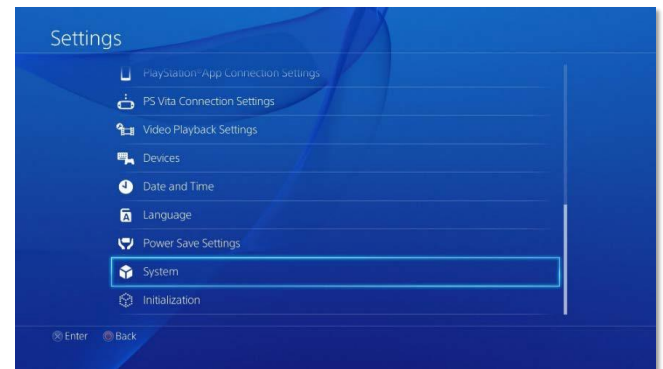 Settings
PlayStation®App Connection Settings
PS Vita Connection Settings
Video Playback Settings
Devices
Date and Time
A Language
Power Save Settings
System
Initialization
Enter Back